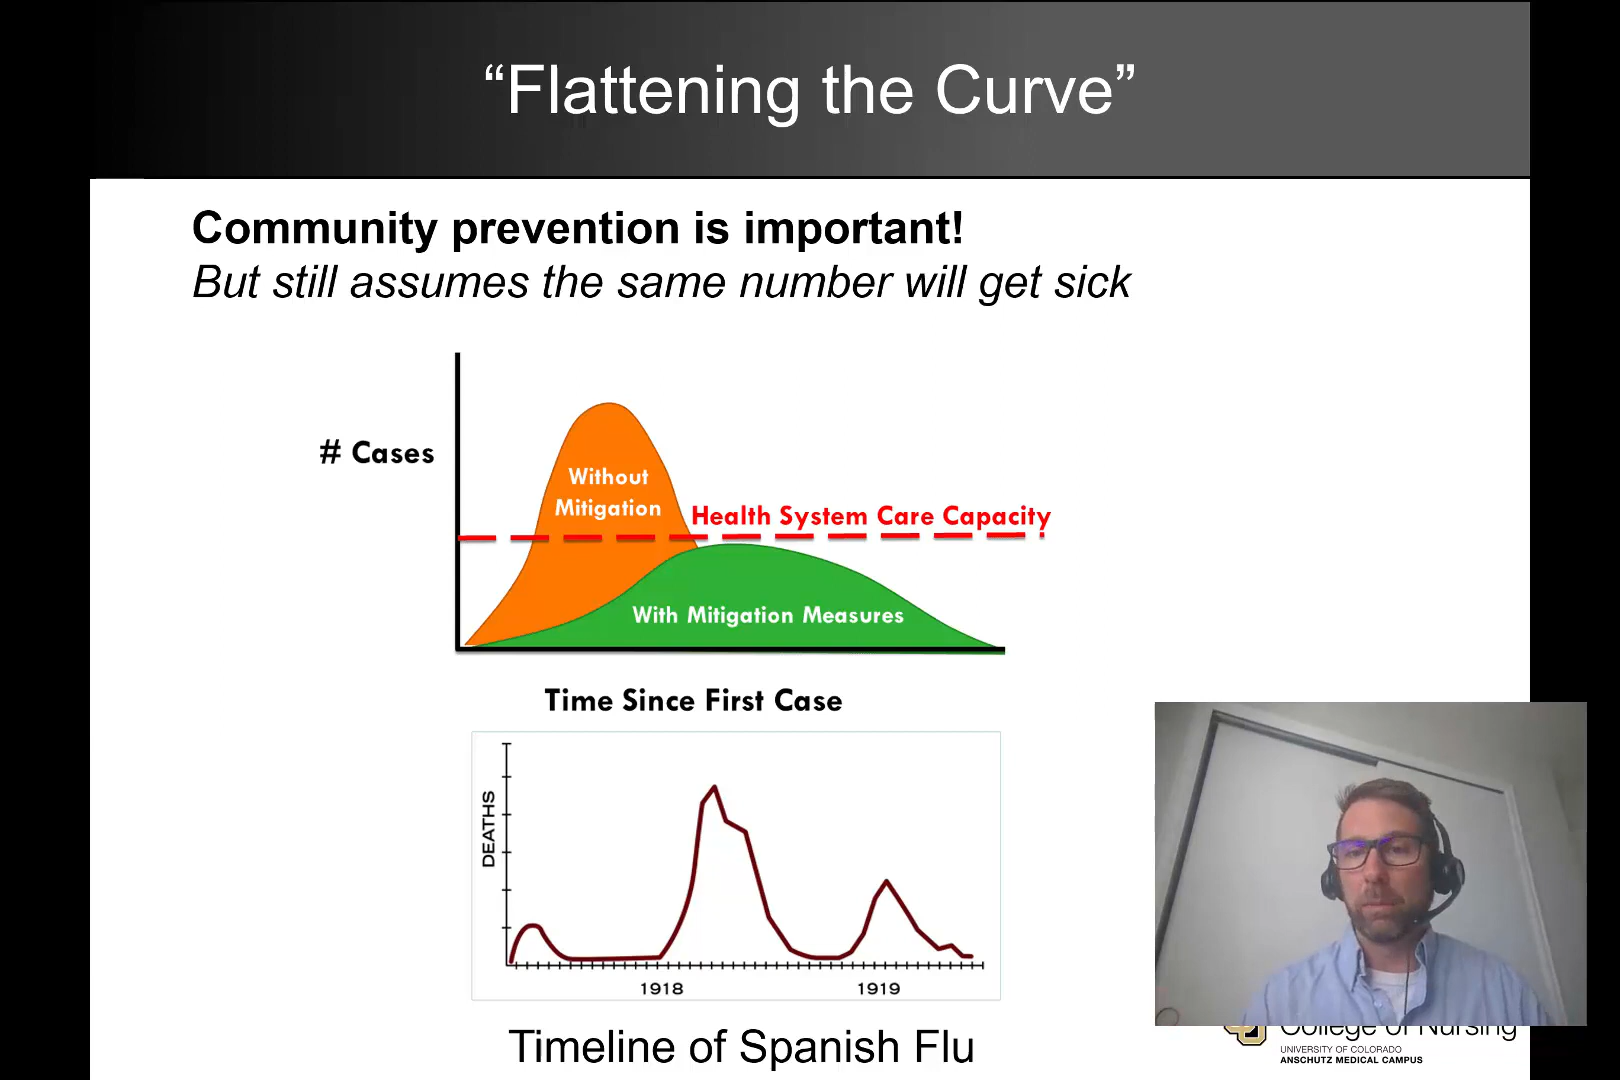 “Flattening the Curve”
Community prevention is important!
But still assumes the same number will get sick
# Cases
Without
Mitigation
Health System Care Capacity
With Mitigation Measures
Time Since First Case
DEATHS
1918
1919
Timeline of Spanish Flu
College of Nursing
UNIVERSITY OF COLORADO
ANSCHUTZ MEDICAL CAMPUS